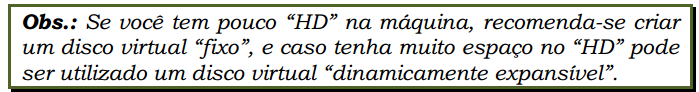 Obs.: Se você tem pouco “HD” na máquina, recomenda-se criar
um disco virtual “fixo”, e caso tenha muito espaço no “HD” pode
ser utilizado um disco virtual “dinamicamente expansível”.